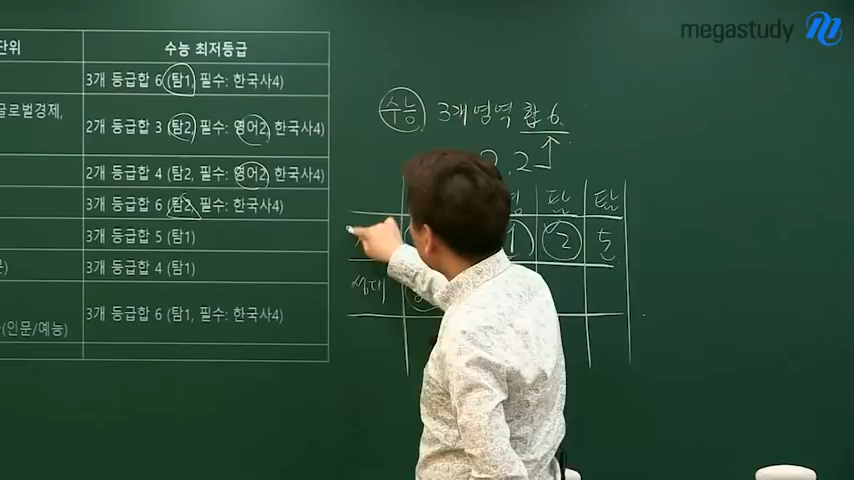 megastudy
단위 수능 최저등급
3개 등급합 6 (탐1, 필수: 한국사4)
글로벌경제, 2개 등급합 3 (탐2, 필수: 영어2, 한국사4)
2개 등급합 4 (탐2, 필수: 영어2, 한국사4)
3개 등급합 6 (탐2, 필수: 한국사4)
3개 등급합 5 (탐1)
3개 등급합 4 (탐1)
3개 등급합 6 (탐1, 필수: 한국사4)
(인문/예능)
수능 3개 영역 합 6.
2.2
탐 탐
1 2 5